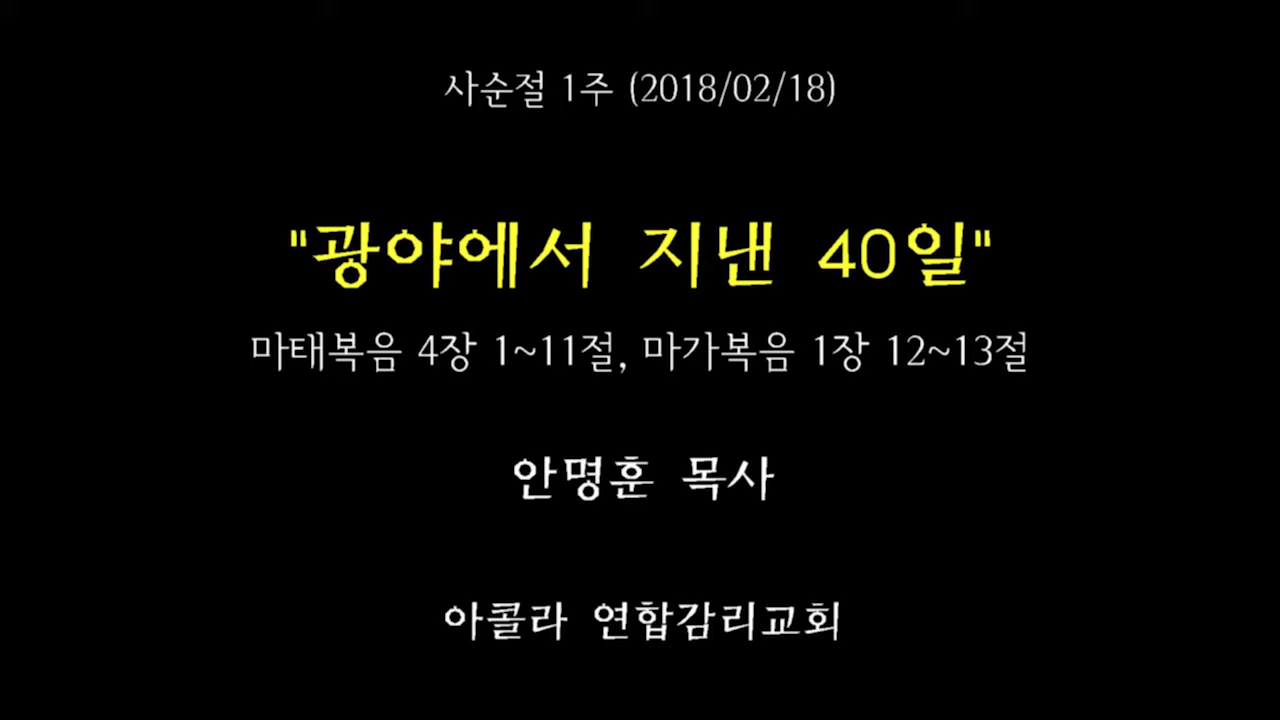 사순절 1주 (2018/02/18)
"광야에서 지낸 40일"
마태복음 4장 1~11절, 마가복음 1장 12~13절
안명훈 목사
아콜라 연합감리교회